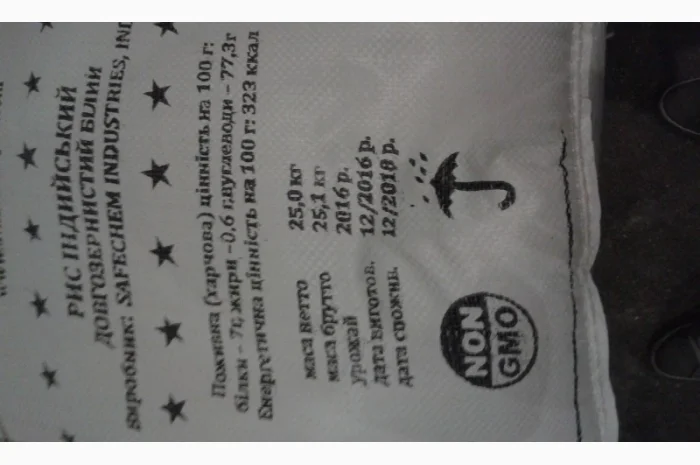 РИС ІНДІЙСЬКИЙ
ДОВГОЗЕРНИСТИЙ БІЛИЙ
виробник: SAFECHEM INDUSTRIES, IND
Поживна (харчова) цінність на 100 г:
білки – 7г, жири –0,6 г,вуглеводи – 77,3г
Енергетична цінність на 100 г: 323 ккал
маса нетто 25,0 кг
маса брутто 25,1 кг
урожай 2016 р.
дата виготов. 12/2016 р.
дата спожив. 12/2018 р.
NON
GMO